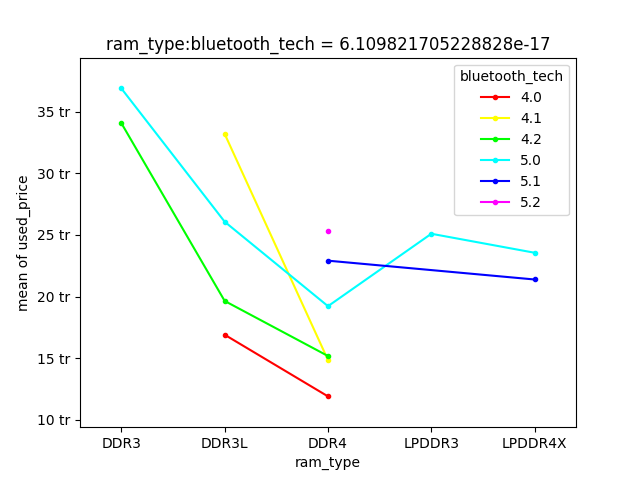 ram_type:bluetooth_tech = 6.109821705228828e-17
bluetooth_tech
4.0
4.1
4.2
5.0
5.1
5.2
mean of used_price
35 tr
30 tr
25 tr
20 tr
15 tr
10 tr
DDR3 DDR3L DDR4 LPDDR3 LPDDR4X
ram_type